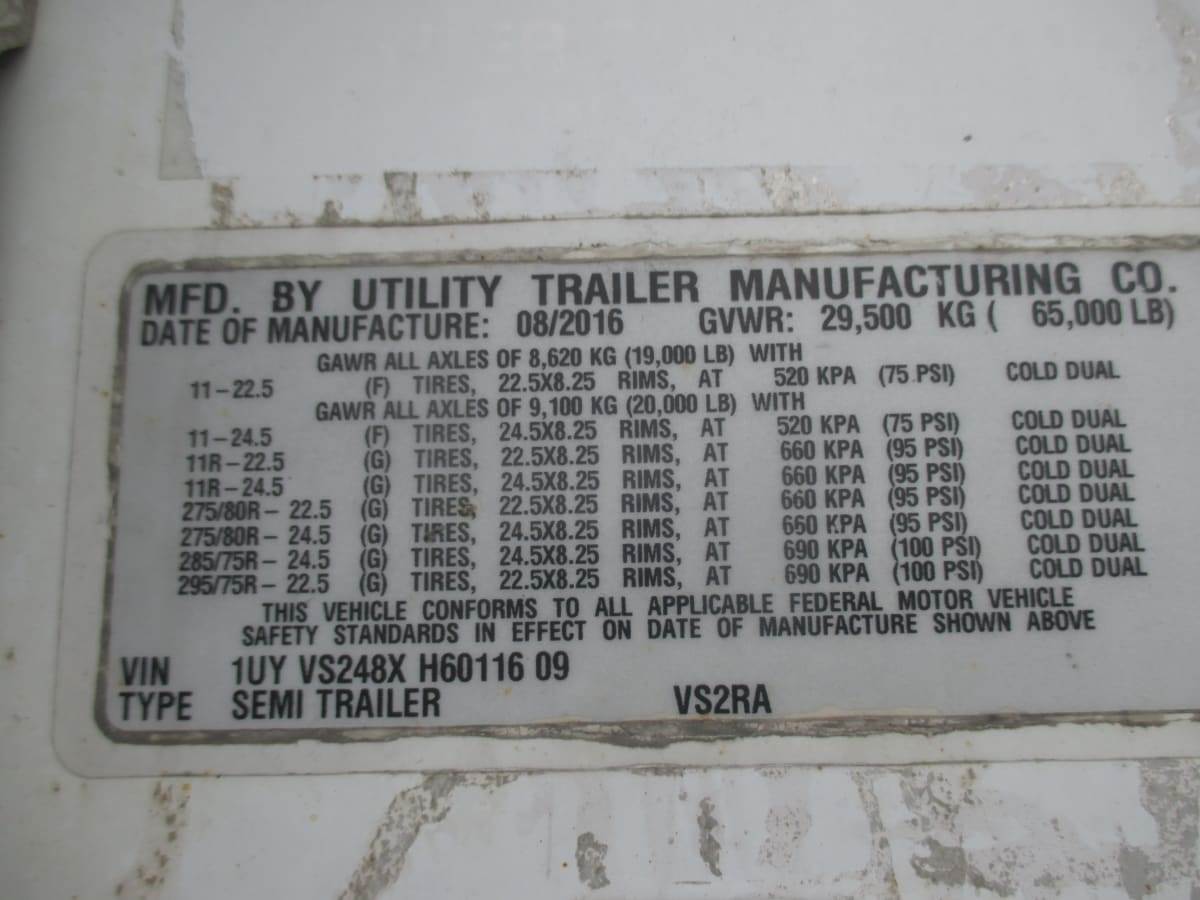 MFD. BY UTILITY TRAILER MANUFACTURING CO.
DATE OF MANUFACTURE: 08/2016 GVWR: 29,500 KG ( 65,000 LB)
GAWR ALL AXLES OF 8,620 KG (19,000 LB) WITH
11-22.5 (F) TIRES, 22.5X8.25 RIMS, AT 520 KPA (75 PSI) COLD DUAL
GAWR ALL AXLES OF 9,100 KG (20,000 LB) WITH
11-24.5 (F) TIRES, 24.5X8.25 RIMS, AT 520 KPA (75 PSI) COLD DUAL
11R-22.5 (G) TIRES, 22.5X8.25 RIMS, AT 660 KPA (95 PSI) COLD DUAL
11R-24.5 (G) TIRES, 24.5X8.25 RIMS, AT 660 KPA (95 PSI) COLD DUAL
275/80R- 22.5 (G) TIRES, 22.5X8.25 RIMS, AT 660 KPA (95 PSI) COLD DUAL
275/80R- 24.5 (G) TIRES, 24.5X8.25 RIMS, AT 660 KPA (95 PSI) COLD DUAL
285/75R- 24.5 (G) TIRES, 24.5X8.25 RIMS, AT 690 KPA (100 PSI) COLD DUAL
295/75R- 22.5 (G) TIRES, 22.5X8.25 RIMS, AT 690 KPA (100 PSI) COLD DUAL
THIS VEHICLE CONFORMS TO ALL APPLICABLE FEDERAL MOTOR VEHICLE
SAFETY STANDARDS IN EFFECT ON DATE OF MANUFACTURE SHOWN ABOVE
VIN 1UY VS248X H60116 09
TYPE SEMI TRAILER VS2RA